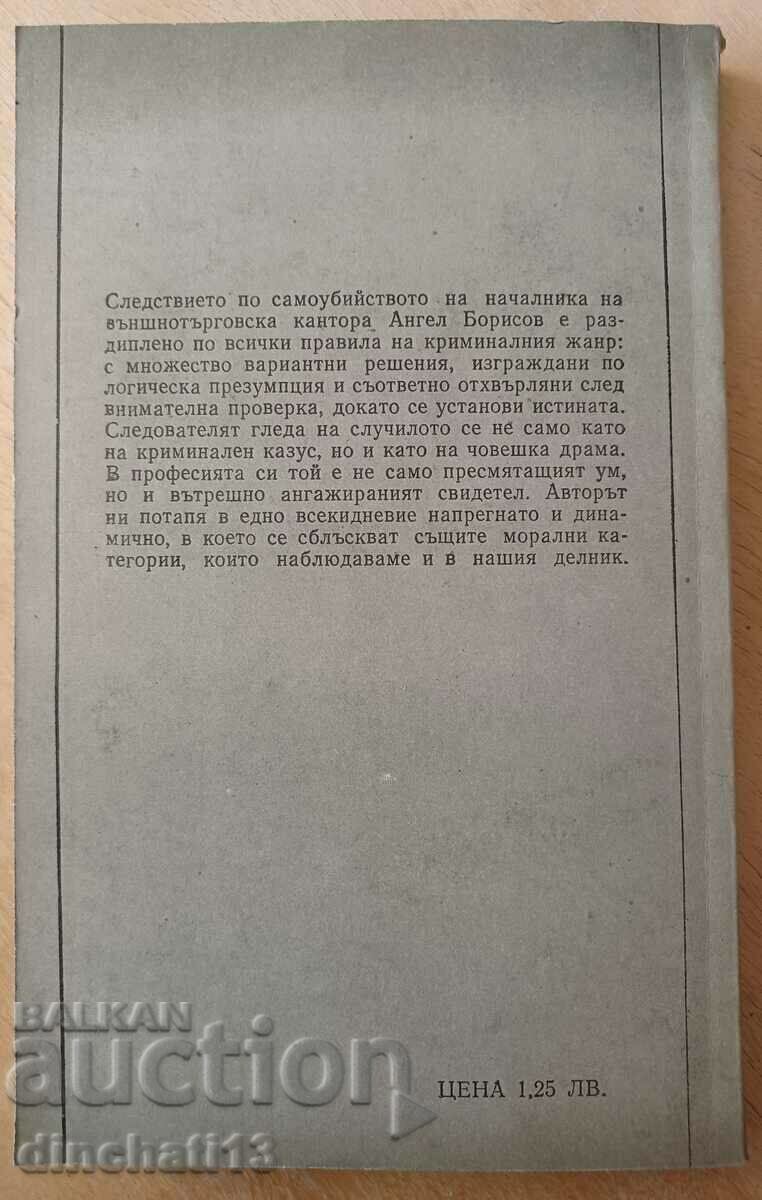 Следствието по самоубийството на началника на
външнотърговска кантора Ангел Борисов е раз-
диплено по всички правила на криминалния жанр:
с множество вариантни решения, изграждани по
логическа презумпция и съответно отхвърляни след
внимателна проверка, докато се установи истината.
Следователят гледа на случилото се не само като
на криминален казус, но и като на човешка драма.
В професията си той е не само пресмятащият ум,
но и вътрешно ангажираният свидетел. Авторът
ни потапя в едно всекидневие напрегнато и дина-
мично, в което се сблъскват същите морални ка-
тегории, които наблюдаваме и в нашия делник.
BALKAN
auction
ЦЕНА 1,25 ЛВ.
dinchati13